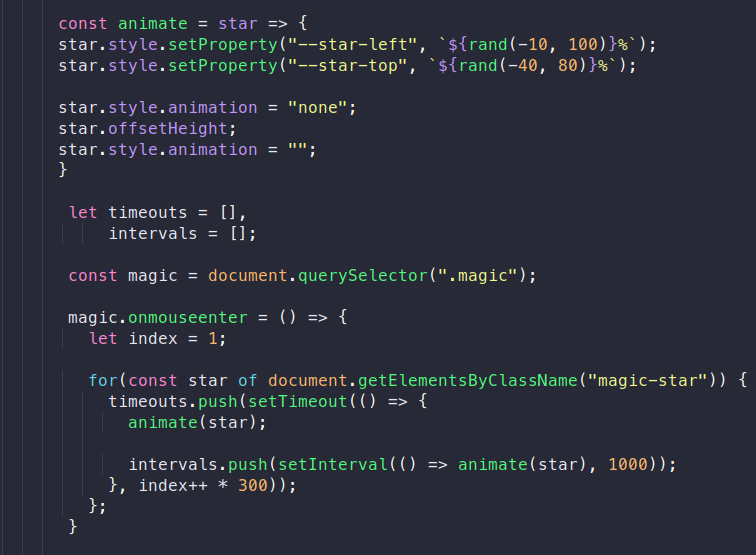 const animate = star => {
star.style.setProperty("--star-left", `${rand(-10, 100)}%`);
star.style.setProperty("--star-top", `${rand(-40, 80)}%`);

star.style.animation = "none";
star.offsetHeight;
star.style.animation = "";
}

 let timeouts = [],
     intervals = [];

 const magic = document.querySelector(".magic");

 magic.onmouseenter = () => {
   let index = 1;

   for(const star of document.getElementsByClassName("magic-star")) {
     timeouts.push(setTimeout(() => {
       animate(star);

       intervals.push(setInterval(() => animate(star), 1000));
     }, index++ * 300));
   };
 }